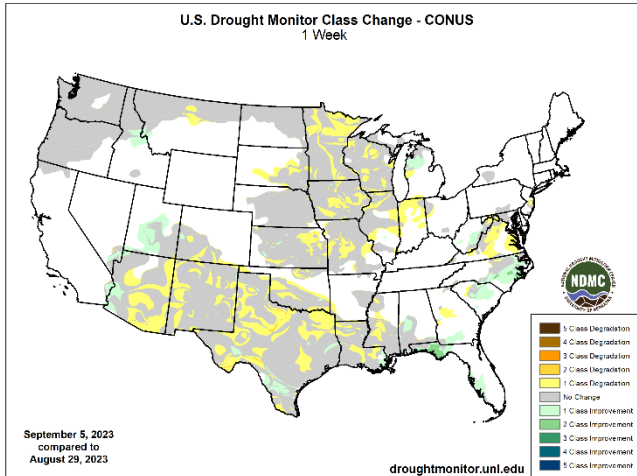 U.S. Drought Monitor Class Change - CONUS
1 Week
NDMC
5 Class Degradation
4 Class Degradation
3 Class Degradation
2 Class Degradation
1 Class Degradation
No Change
1 Class Improvement
2 Class Improvement
3 Class Improvement
4 Class Improvement
5 Class Improvement
September 5, 2023
compared to
August 29, 2023
droughtmonitor.unl.edu